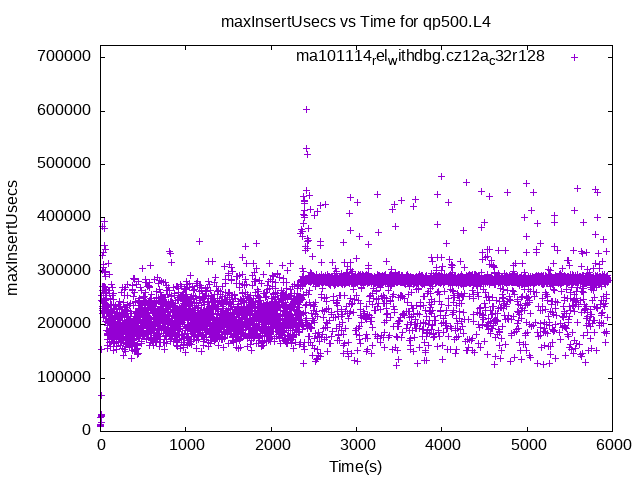 maxInsertUsecs vs Time for qp500.L4
ma101114relwithdbg.cz12ac32r128
700000
600000
500000
400000
300000
200000
100000
0
maxInsertUsecs
0 1000 2000 3000 4000 5000 6000
Time(s)